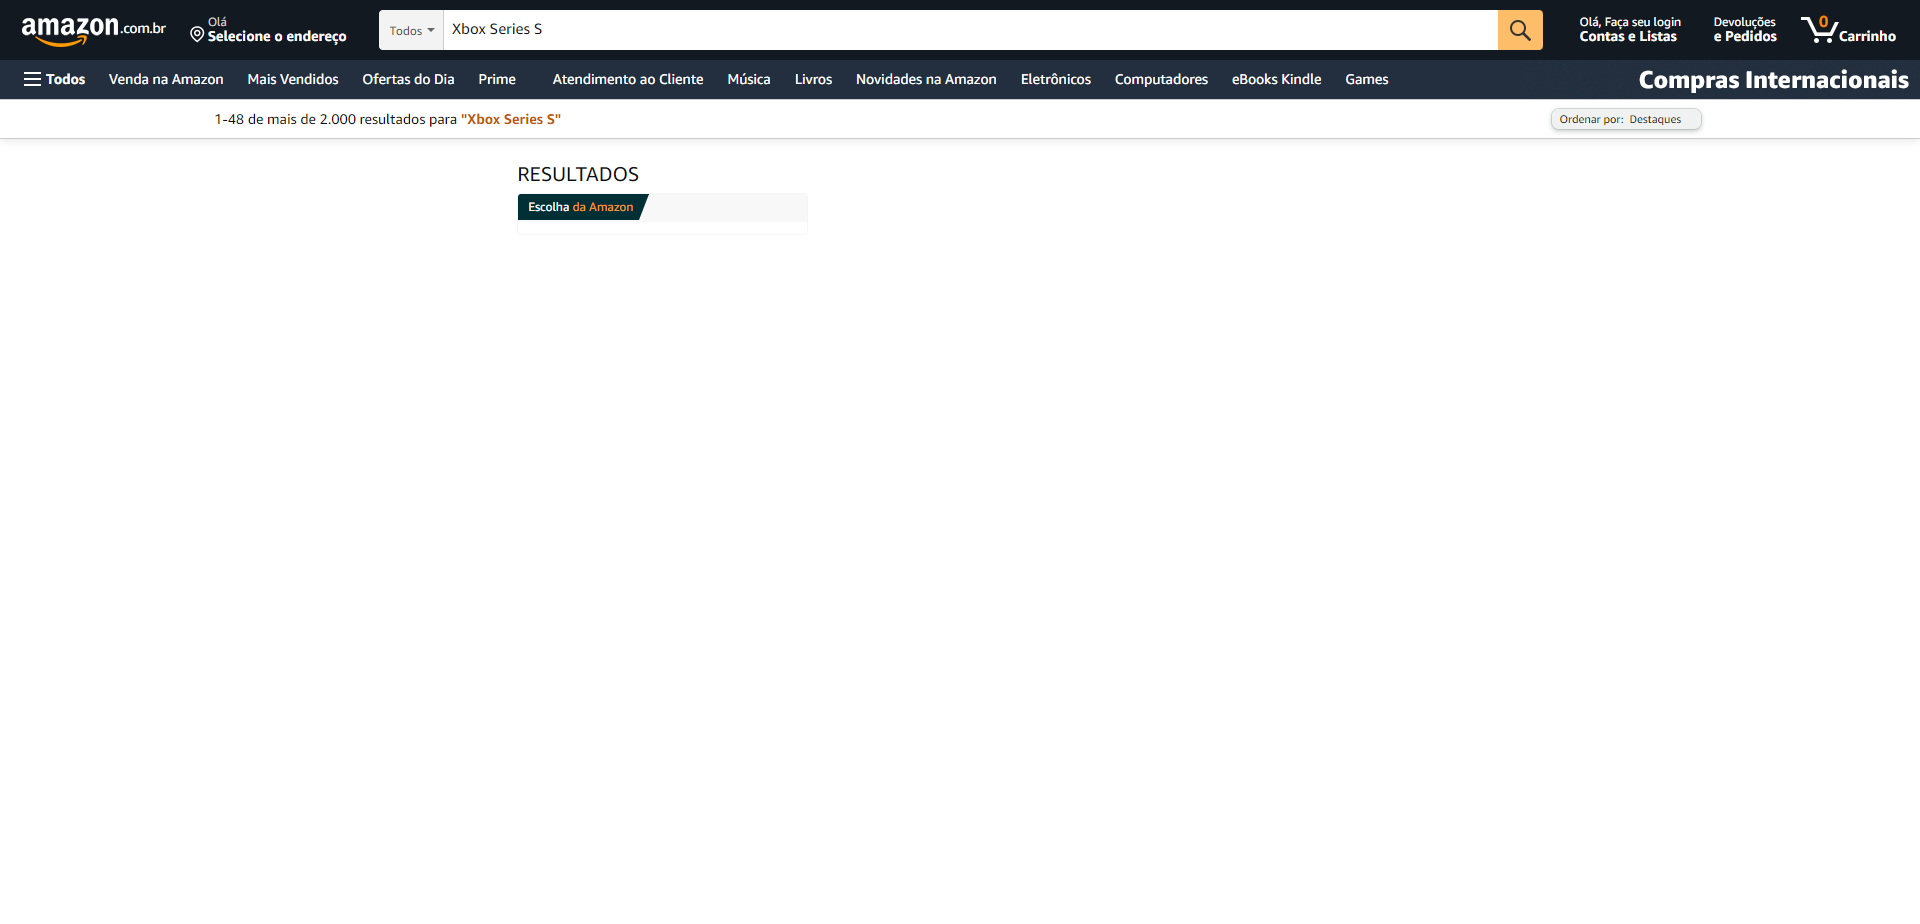 amazon.com.br
Olá
Selecione o endereço
Todos
Xbox Series S
Olá, Faça seu login
Contas e Listas
Devoluções
e Pedidos
0
Carrinho
Todos
Venda na Amazon
Mais Vendidos
Ofertas do Dia
Prime
Atendimento ao Cliente
Música
Livros
Novidades na Amazon
Eletrônicos
Computadores
eBooks Kindle
Games
Compras Internacionais
1-48 de mais de 2.000 resultados para "Xbox Series S"
Ordenar por: Destaques
RESULTADOS
Escolha da Amazon